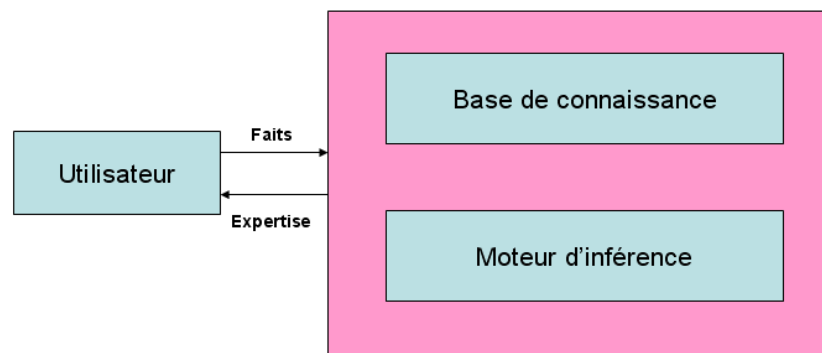 Base de connaissance
Faits
Utilisateur
Expertise
Moteur d’inférence